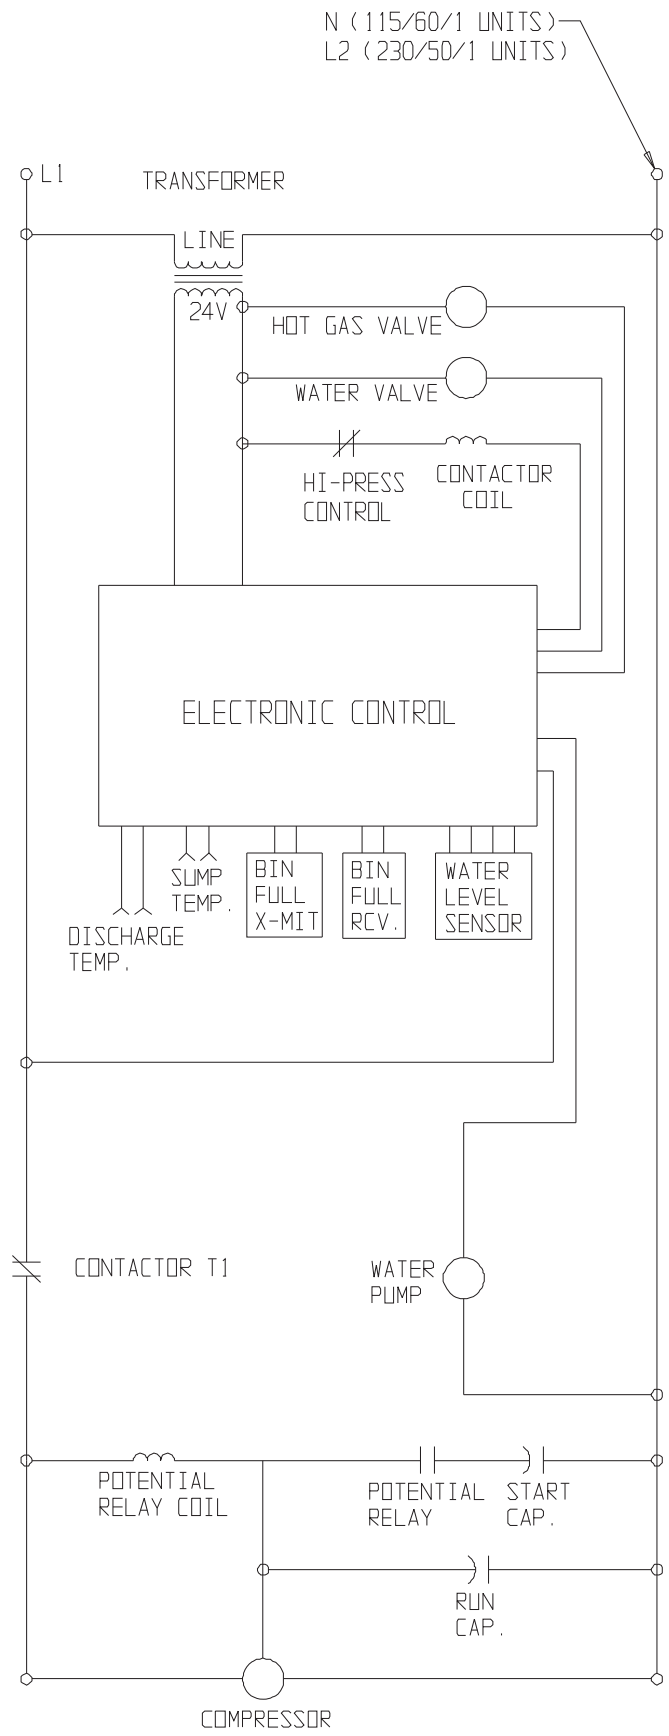 N (115/60/1 UNITS)
L2 (230/50/1 UNITS)
L1
TRANSFORMER
LINE
24V
HOT GAS VALVE
WATER VALVE
HI-PRESS
CONTROL
CONTACTOR
COIL
ELECTRONIC CONTROL
DISCHARGE
TEMP.
SUMP
TEMP.
BIN
FULL
X-MIT
BIN
FULL
RCV.
WATER
LEVEL
SENSOR
CONTACTOR T1
WATER
PUMP
POTENTIAL
RELAY COIL
POTENTIAL
RELAY
START
CAP.
RUN
CAP.
COMPRESSOR